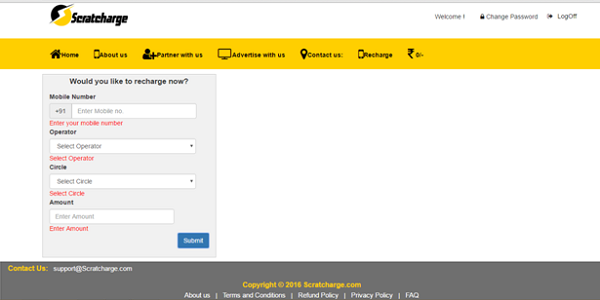 Scratcharge
Welcome ! Change Password LogOff
Home About us Partner with us Advertise with us Contact us: Recharge ₹ 0/-
Would you like to recharge now?
Mobile Number
+91 Enter Mobile no.
Enter your mobile number
Operator
Select Operator
Select Operator
Circle
Select Circle
Select Circle
Amount
Enter Amount
Enter Amount
Submit
Contact Us: support@Scratcharge.com
Copyright © 2016 Scratcharge.com
About us | Terms and Conditions | Refund Policy | Privacy Policy | FAQ